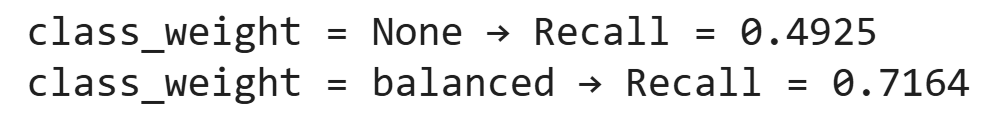 class_weight = None → Recall = 0.4925
class_weight = balanced → Recall = 0.7164